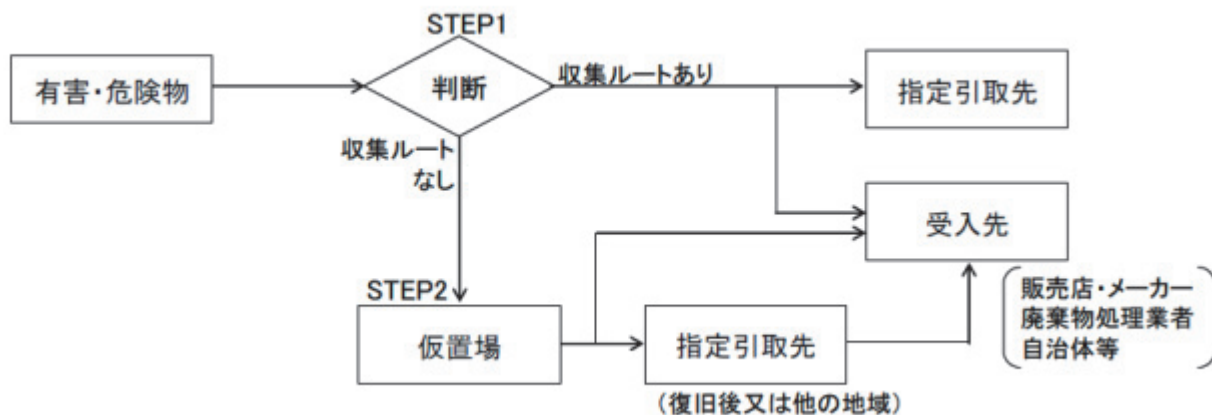 STEP1
有害・危険物
判断
収集ルートあり
指定引取先
収集ルート
なし
受入先
STEP2
仮置場
指定引取先
(復旧後又は他の地域)
販売店・メーカー
廃棄物処理業者
自治体等